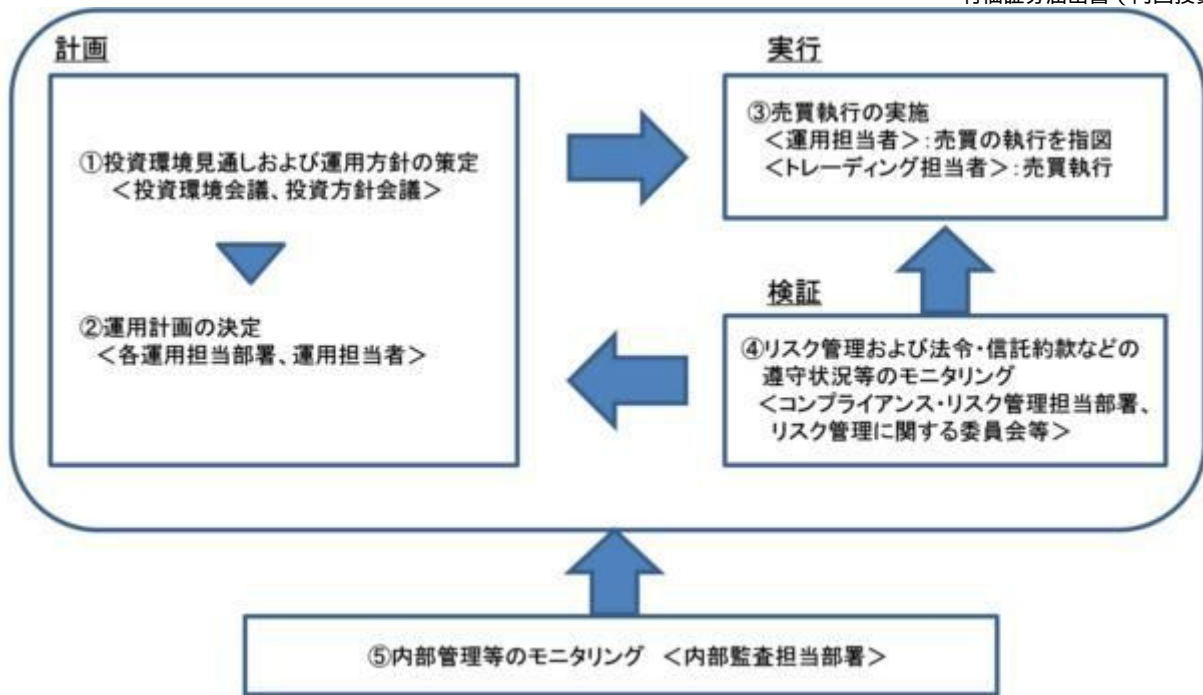 計画
①投資環境見通しおよび運用方針の策定
＜投資環境会議、投資方針会議＞
②運用計画の決定
＜各運用担当部署、運用担当者＞
実行
③売買執行の実施
＜運用担当者＞：売買の執行を指図
＜トレーディング担当者＞：売買執行
検証
④リスク管理および法令・信託約款などの
遵守状況等のモニタリング
＜コンプライアンス・リスク管理担当部署、
リスク管理に関する委員会等＞
⑤内部管理等のモニタリング ＜内部監査担当部署＞